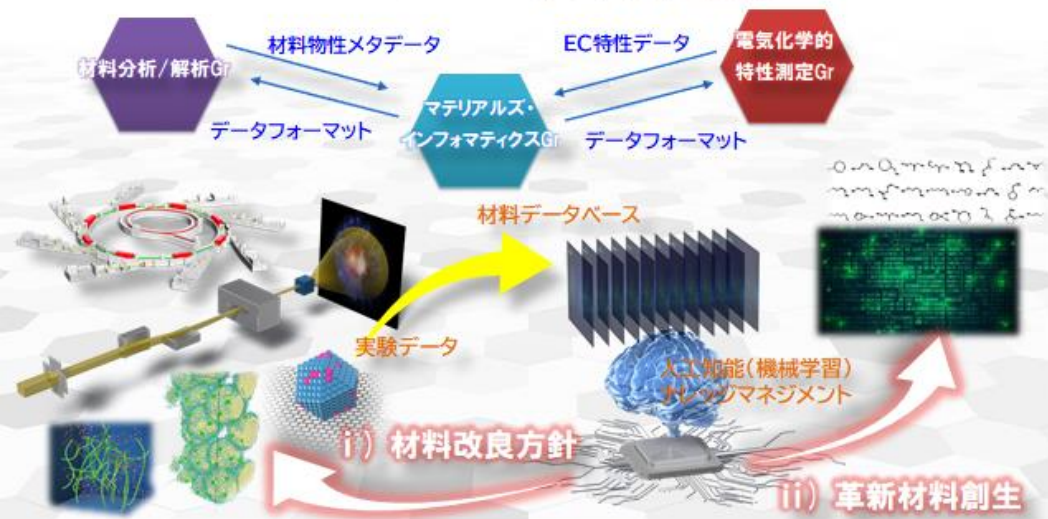 材料物性メタデータ
EC特性データ
電気化学的
特性測定Gr
材料分析/解析Gr
マテリアルズ・
インフォマティクスGr
データフォーマット
データフォーマット
材料データベース
実験データ
人工知能(機械学習)
ナレッジマネジメント
i）材料改良方針
ii）革新材料創生